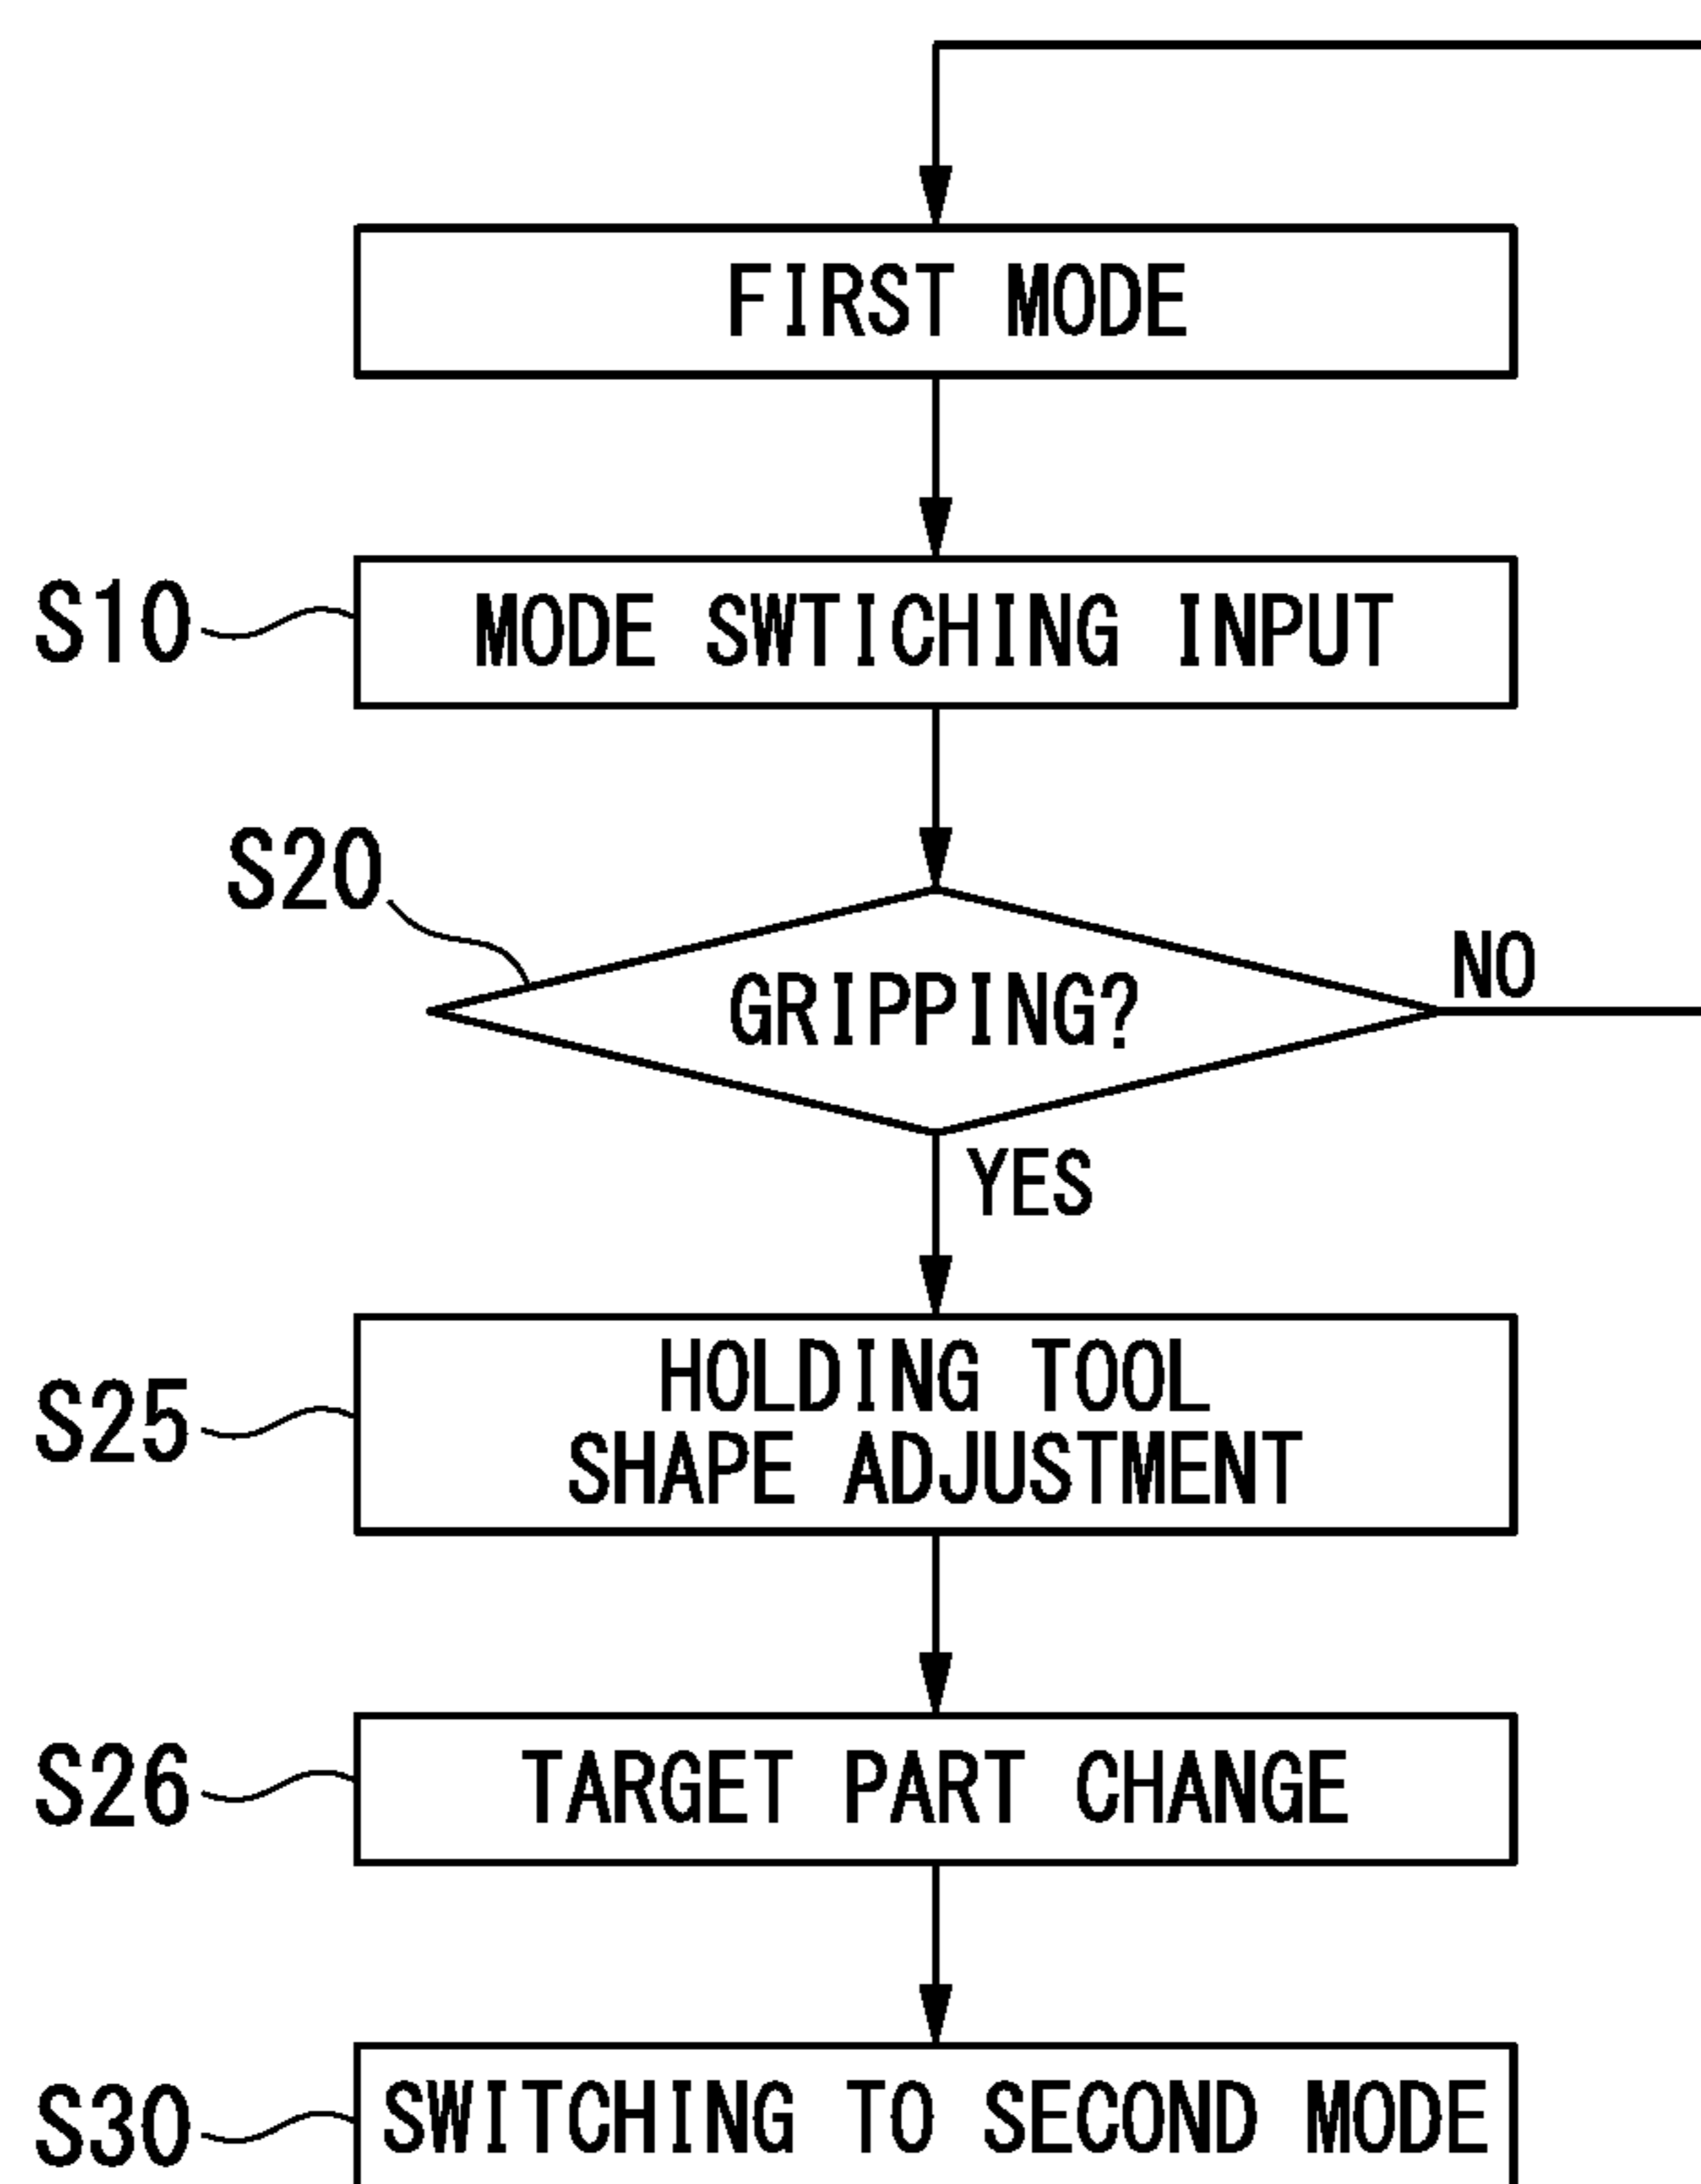 FIRST MODE
S10
MODE SWTICHING INPUT
S20
GRIPPING?
NO
YES
S25
HOLDING TOOL
SHAPE ADJUSTMENT
S26
TARGET PART CHANGE
S30
SWITCHING TO SECOND MODE